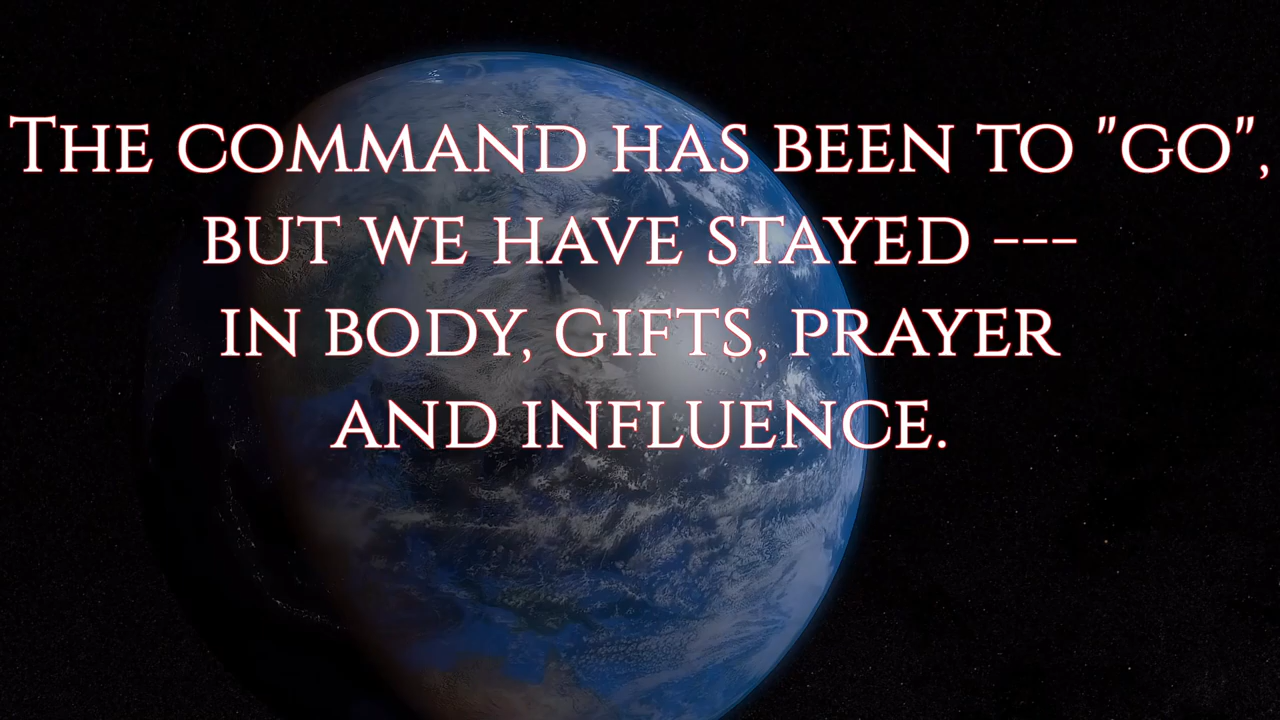 The command has been to "go",
but we have stayed ---
in body, gifts, prayer
and influence.